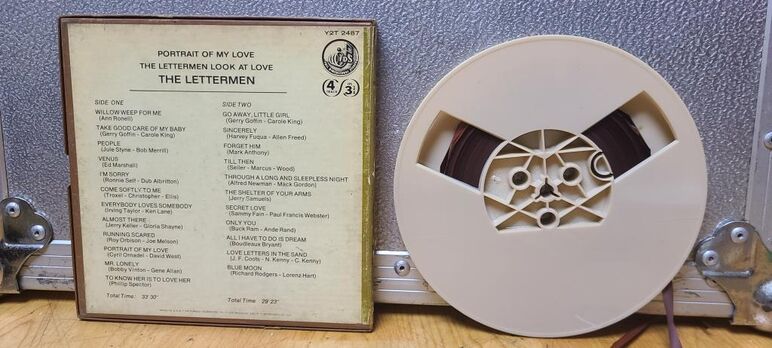 Y2T 2487
PORTRAIT OF MY LOVE
THE LETTERMEN LOOK AT LOVE
THE LETTERMEN
4 3¾
SIDE ONE
WILLOW WEEP FOR ME
(Ann Ronell)
TAKE GOOD CARE OF MY BABY
(Gerry Goffin - Carole King)
PEOPLE
(Jule Styne - Bob Merrill)
VENUS
(Ed Marshall)
I'M SORRY
(Ronnie Self - Dub Albritton)
COME SOFTLY TO ME
(Troxel - Christopher - Ellis)
EVERYBODY LOVES SOMEBODY
(Irving Taylor - Ken Lane)
ALMOST THERE
(Jerry Keller - Gloria Shayne)
RUNNING SCARED
(Roy Orbison - Joe Melson)
PORTRAIT OF MY LOVE
(Cyril Ornadel - David West)
MR. LONELY
(Bobby Vinton - Gene Allan)
TO KNOW HER IS TO LOVE HER
(Phillip Spector)
Total Time: 33'30"
SIDE TWO
GO AWAY, LITTLE GIRL
(Gerry Goffin - Carole King)
SINCERELY
(Harvey Fuqua - Allen Freed)
FORGET HIM
(Mark Anthony)
TILL THEN
(Seiler - Marcus - Wood)
THROUGH A LONG AND SLEEPLESS NIGHT
(Alfred Newman - Mack Gordon)
THE SHELTER OF YOUR ARMS
(Jerry Samuels)
SECRET LOVE
(Sammy Fain - Paul Francis Webster)
ONLY YOU
(Buck Ram - Ande Rand)
ALL I HAVE TO DO IS DREAM
(Boudleaux Bryant)
LOVE LETTERS IN THE SAND
(J. F. Coots - N. Kenny - C. Kenny)
BLUE MOON
(Richard Rodgers - Lorenz Hart)
Total Time: 29'23"